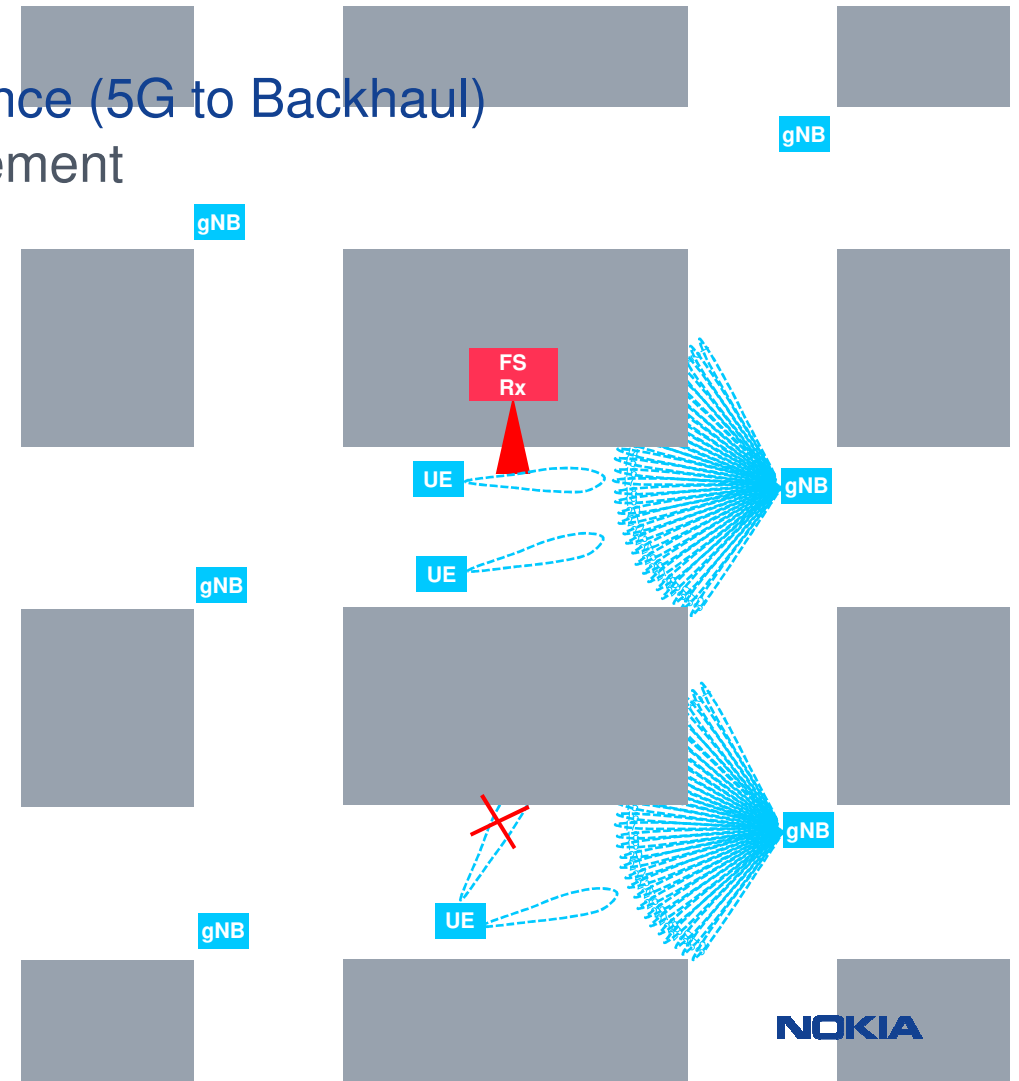 nce (5G to Backhaul)
gNB
ement
gNB
FS
Rx
UE
gNB
UE
gNB
gNB
UE
gNB
NOKIA